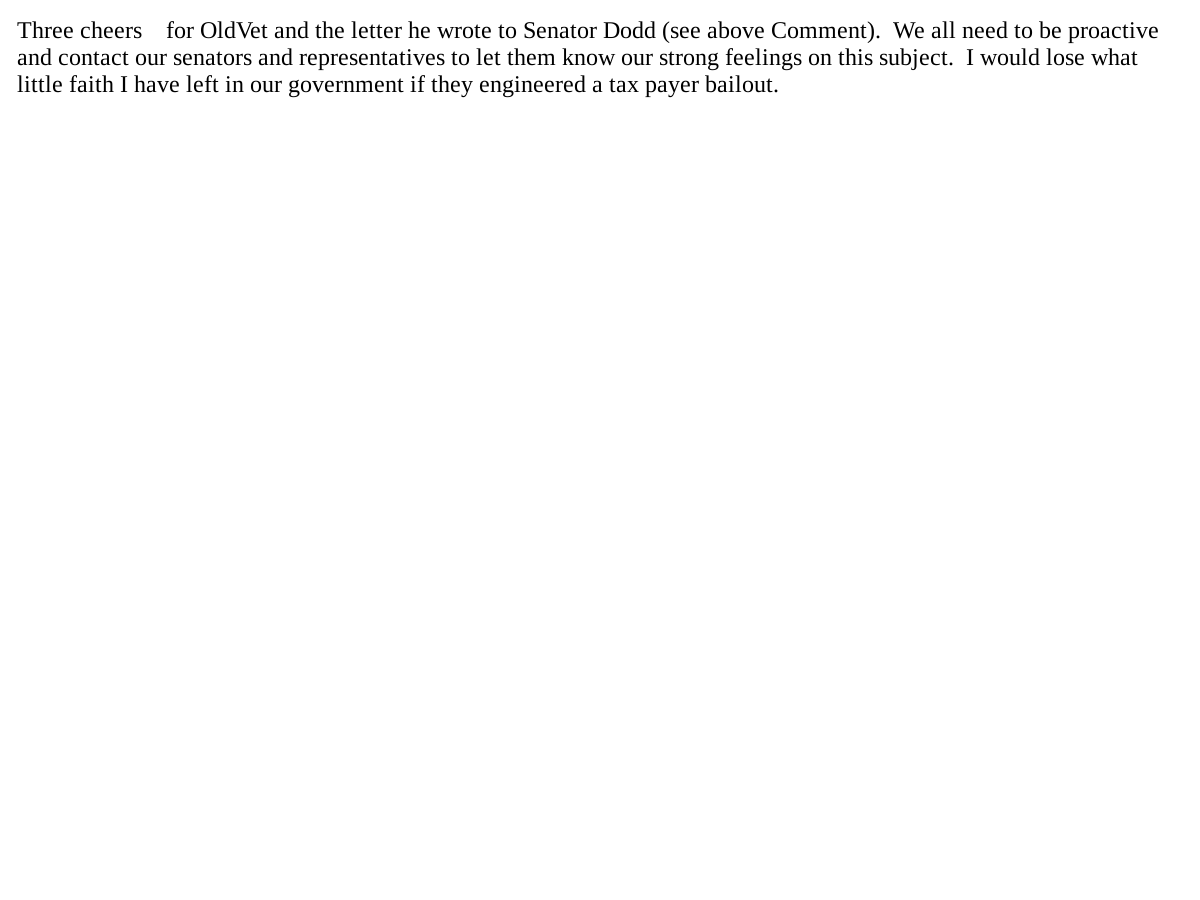 Three cheers    for OldVet and the letter he wrote to Senator Dodd (see above Comment).  We all need to be proactive
and contact our senators and representatives to let them know our strong feelings on this subject.  I would lose what
little faith I have left in our government if they engineered a tax payer bailout.